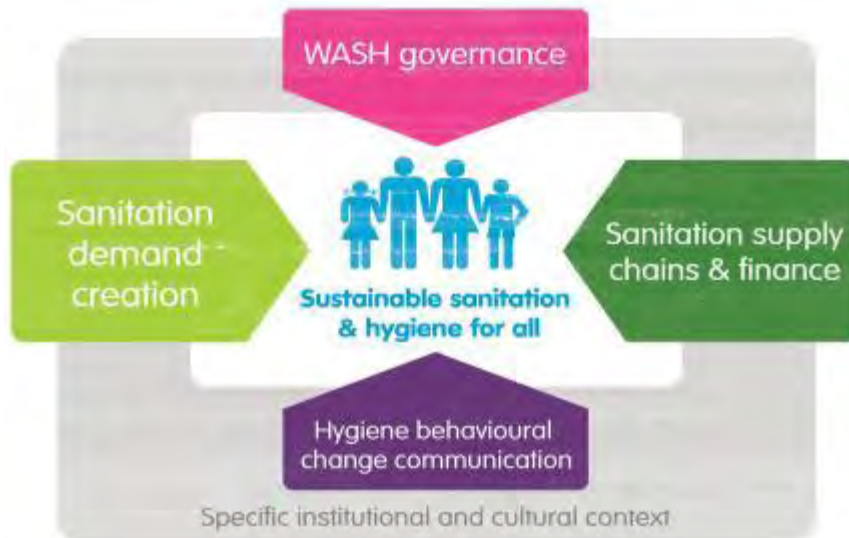 WASH governance
Sanitation
demand
creation
Sustainable sanitation
& hygiene for all
Sanitation supply
chains & finance
Hygiene behavioural
change communication
Specific institutional and cultural context